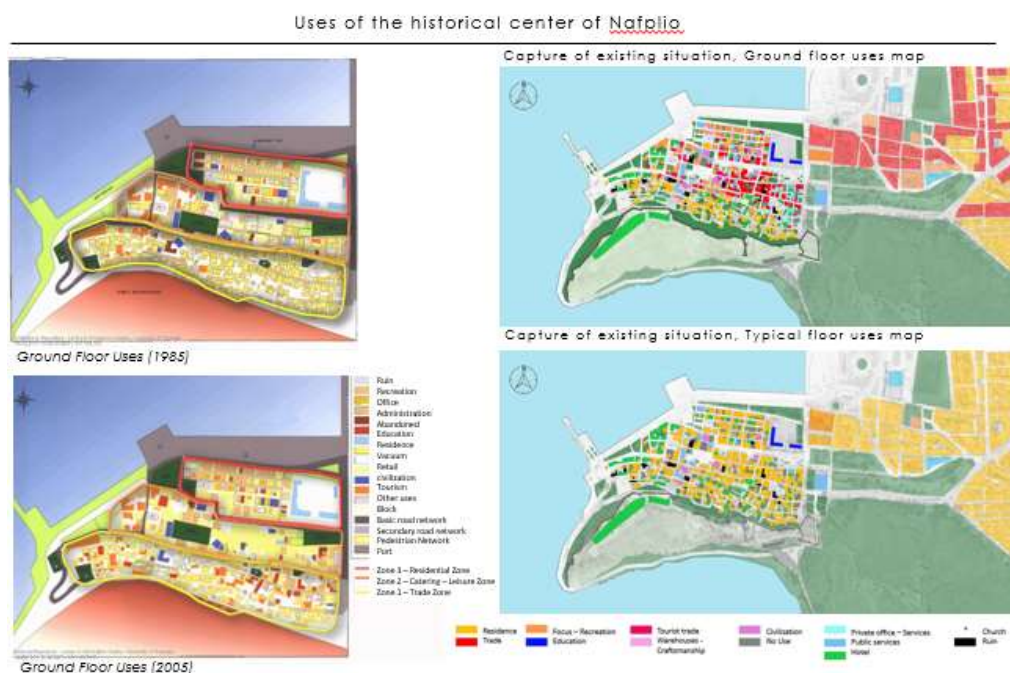 Uses of the historical center of Nafplio
Capture of existing situation, Ground floor uses map
Ground Floor Uses (1985)
Capture of existing situation, Typical floor uses map
Ruin
Recreation
Office
Administration
Abandoned
Education
Residence
Vacuum
Retail
civilization
Tourism
Other uses
Block
Basic road network
Secondary road network
Pedestrian Network
Port
Zone 3 – Residential Zone
Zone 2 – Catering – Leisure Zone
Zone 1 – Trade Zone
Ground Floor Uses (2005)
Residence
Trade
Focus – Recreation
Education
Tourist trade
Warehouses - Craftsmanship
Civilization
No Use
Private office – Services
Public services
Hotel
Church
Ruin